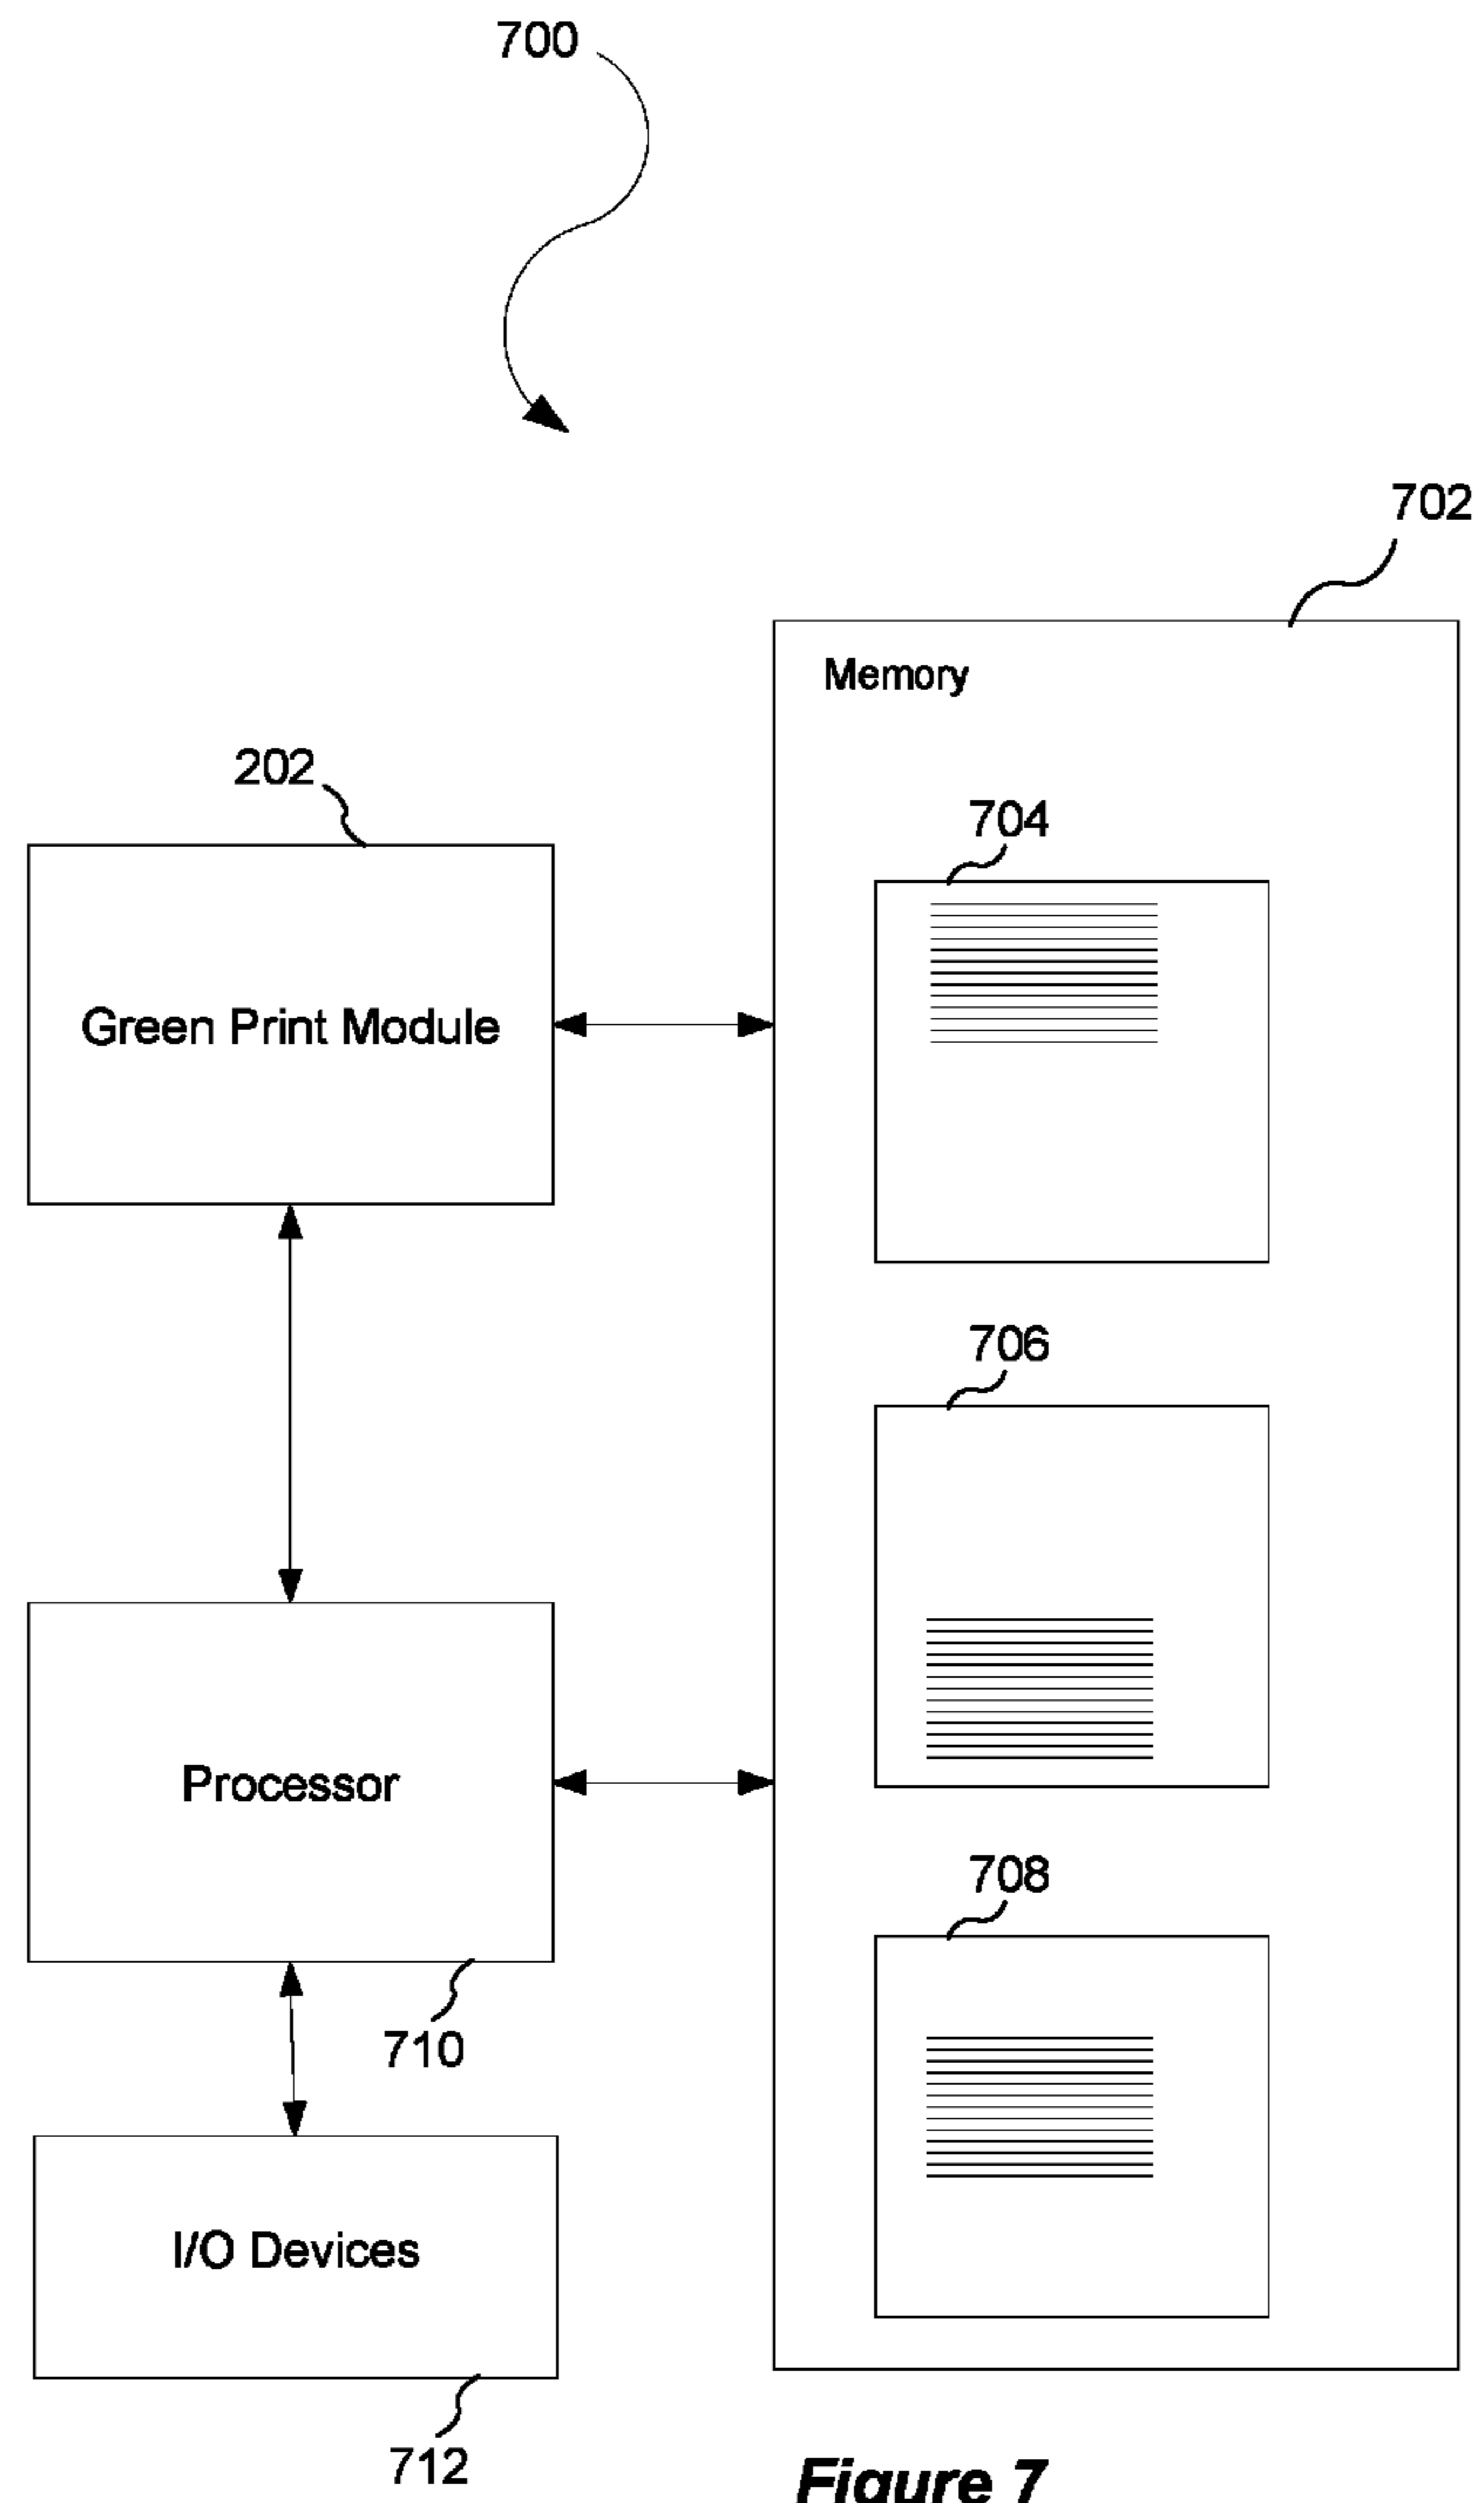 700
702
Memory
202
704
Green Print Module
706
Processor
708
710
I/O Devices
712
Figure 7